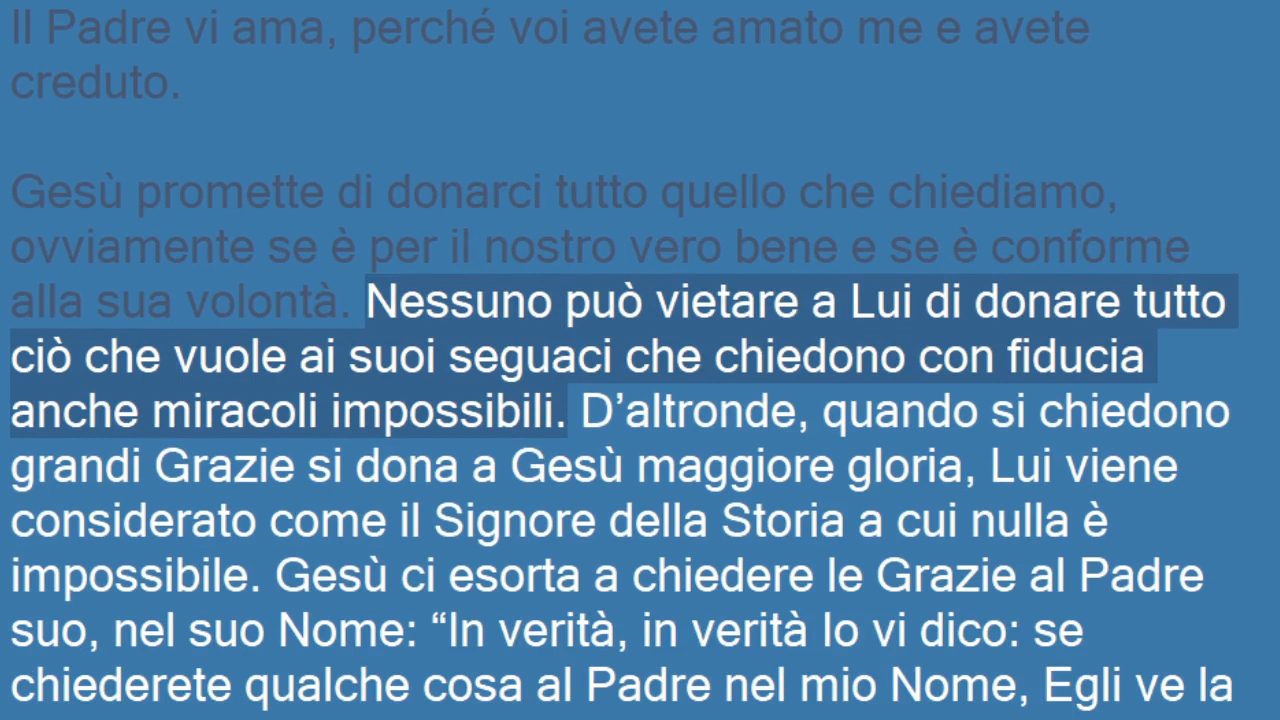 Il Padre vi ama, perché voi avete amato me e avete
creduto.
Gesù promette di donarci tutto quello che chiediamo,
ovviamente se è per il nostro vero bene e se è conforme
alla sua volontà. Nessuno può vietare a Lui di donare tutto
ciò che vuole ai suoi seguaci che chiedono con fiducia
anche miracoli impossibili. D’altronde, quando si chiedono
grandi Grazie si dona a Gesù maggiore gloria, Lui viene
considerato come il Signore della Storia a cui nulla è
impossibile. Gesù ci esorta a chiedere le Grazie al Padre
suo, nel suo Nome: “In verità, in verità Io vi dico: se
chiederete qualche cosa al Padre nel mio Nome, Egli ve la